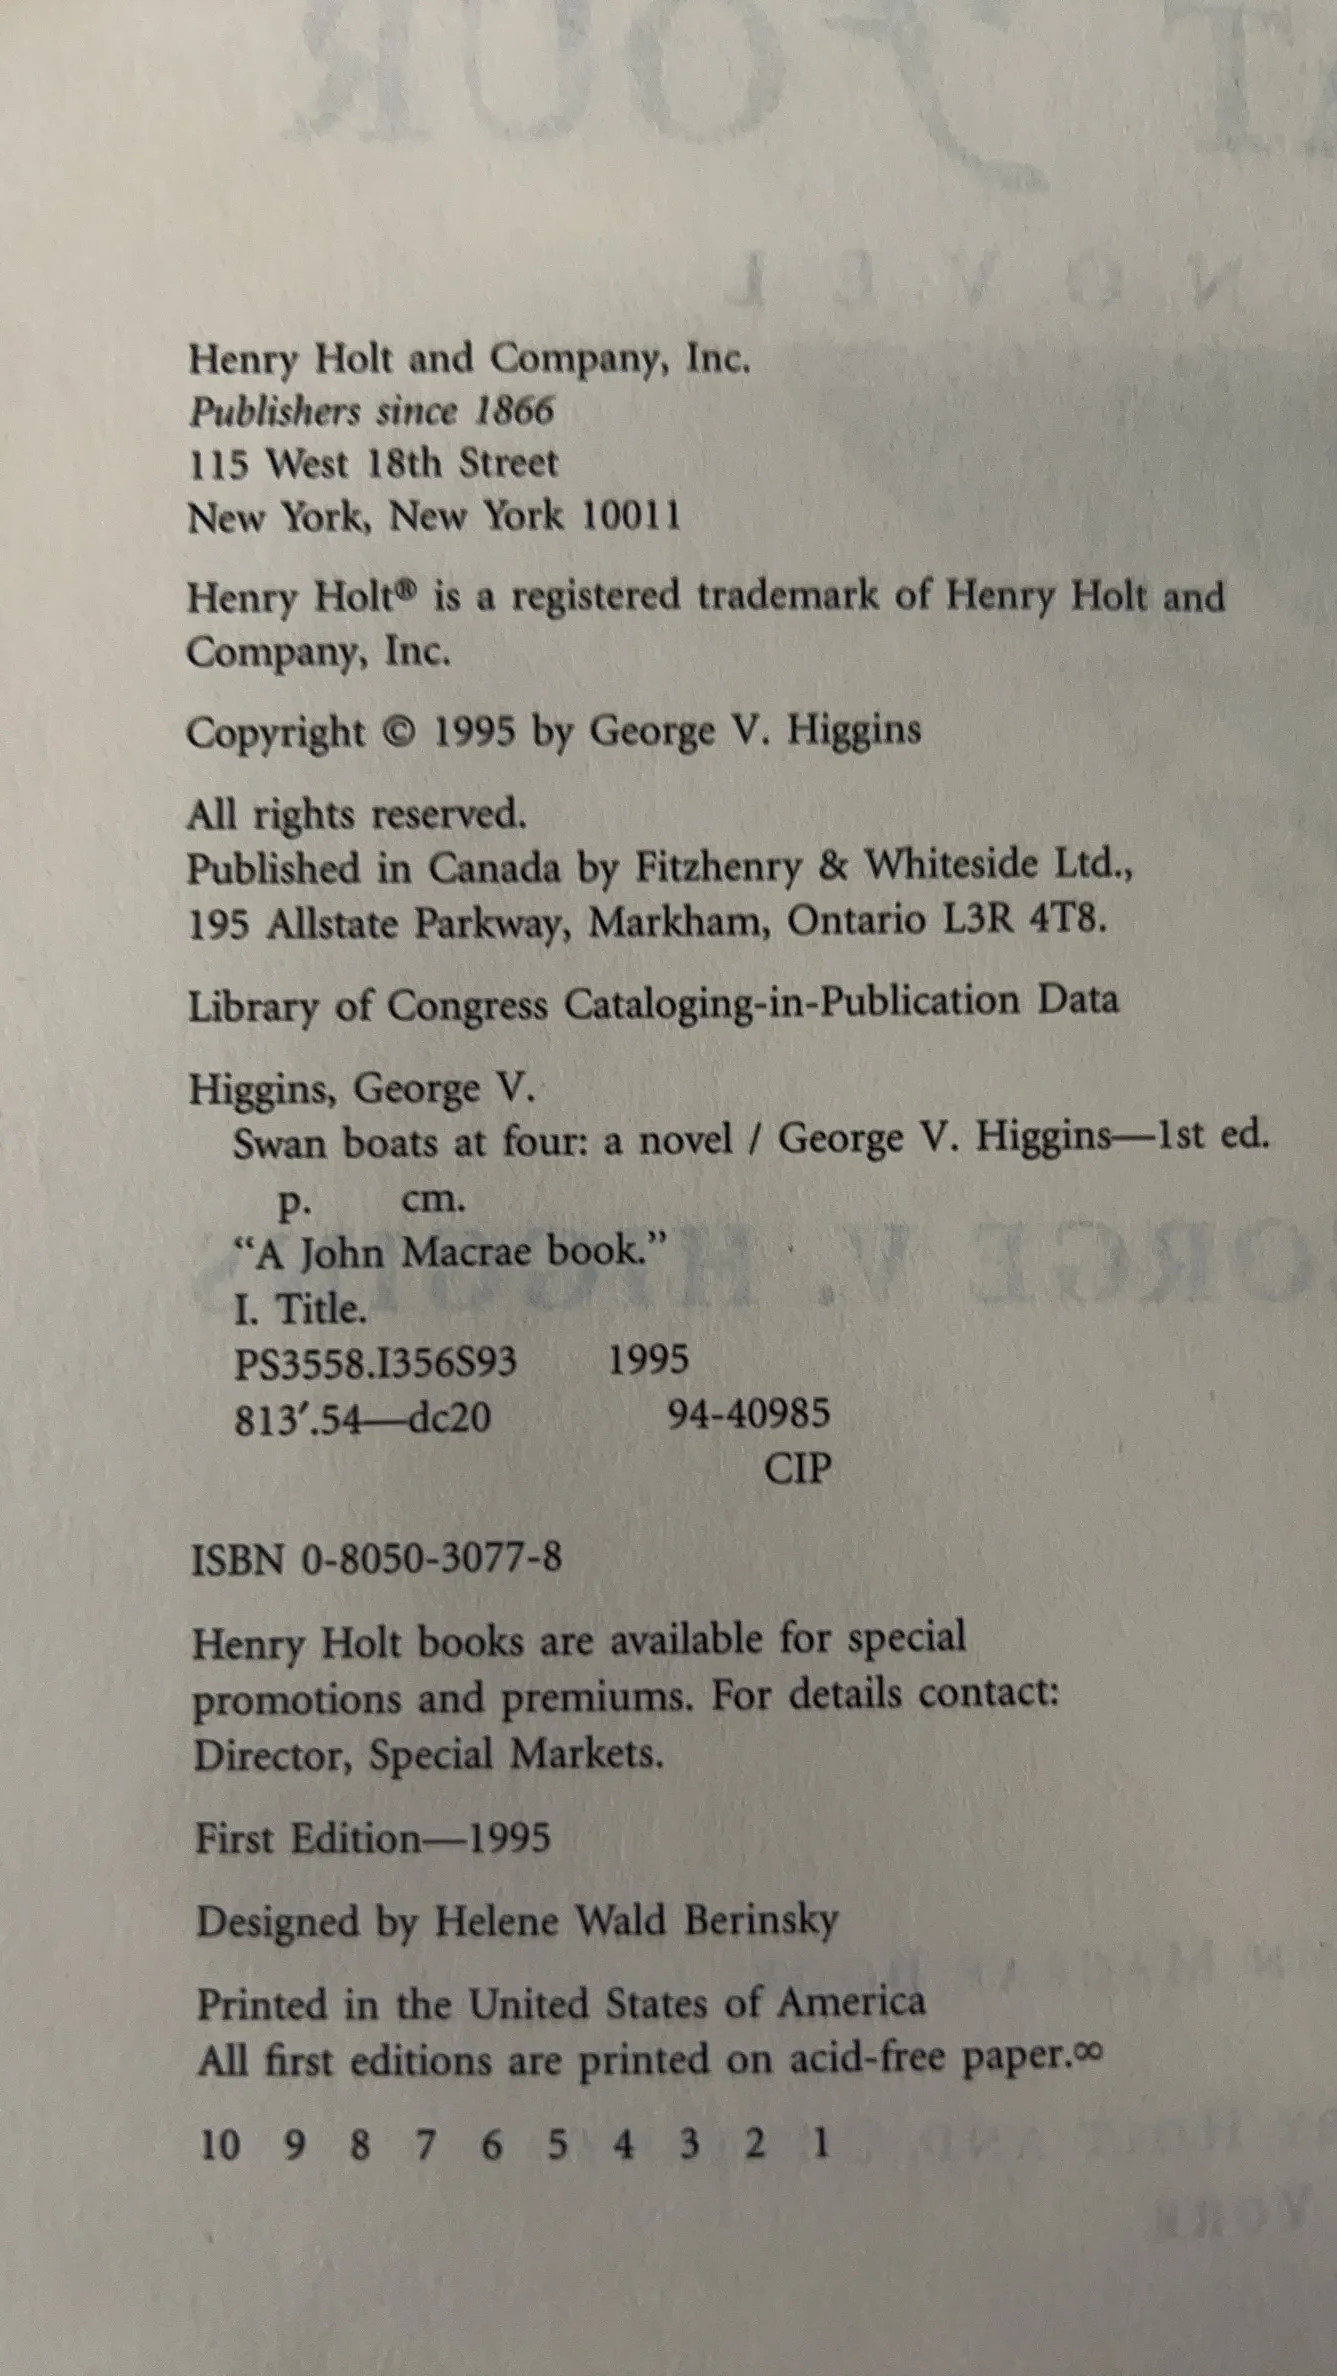 Henry Holt and Company, Inc.
Publishers since 1866
115 West 18th Street
New York, New York 10011
Henry Holt® is a registered trademark of Henry Holt and
Company, Inc.
Copyright © 1995 by George V. Higgins
All rights reserved.
Published in Canada by Fitzhenry & Whiteside Ltd.,
195 Allstate Parkway, Markham, Ontario L3R 4T8.
Library of Congress Cataloging-in-Publication Data
Higgins, George V.
Swan boats at four: a novel / George V. Higgins—1st ed.
p. cm.
“A John Macrae book.”
I. Title.
PS3558.I356S93 1995
813′.54—dc20 94-40985
CIP
ISBN 0-8050-3077-8
Henry Holt books are available for special
promotions and premiums. For details contact:
Director, Special Markets.
First Edition—1995
Designed by Helene Wald Berinsky
Printed in the United States of America
All first editions are printed on acid-free paper.∞
10 9 8 7 6 5 4 3 2 1